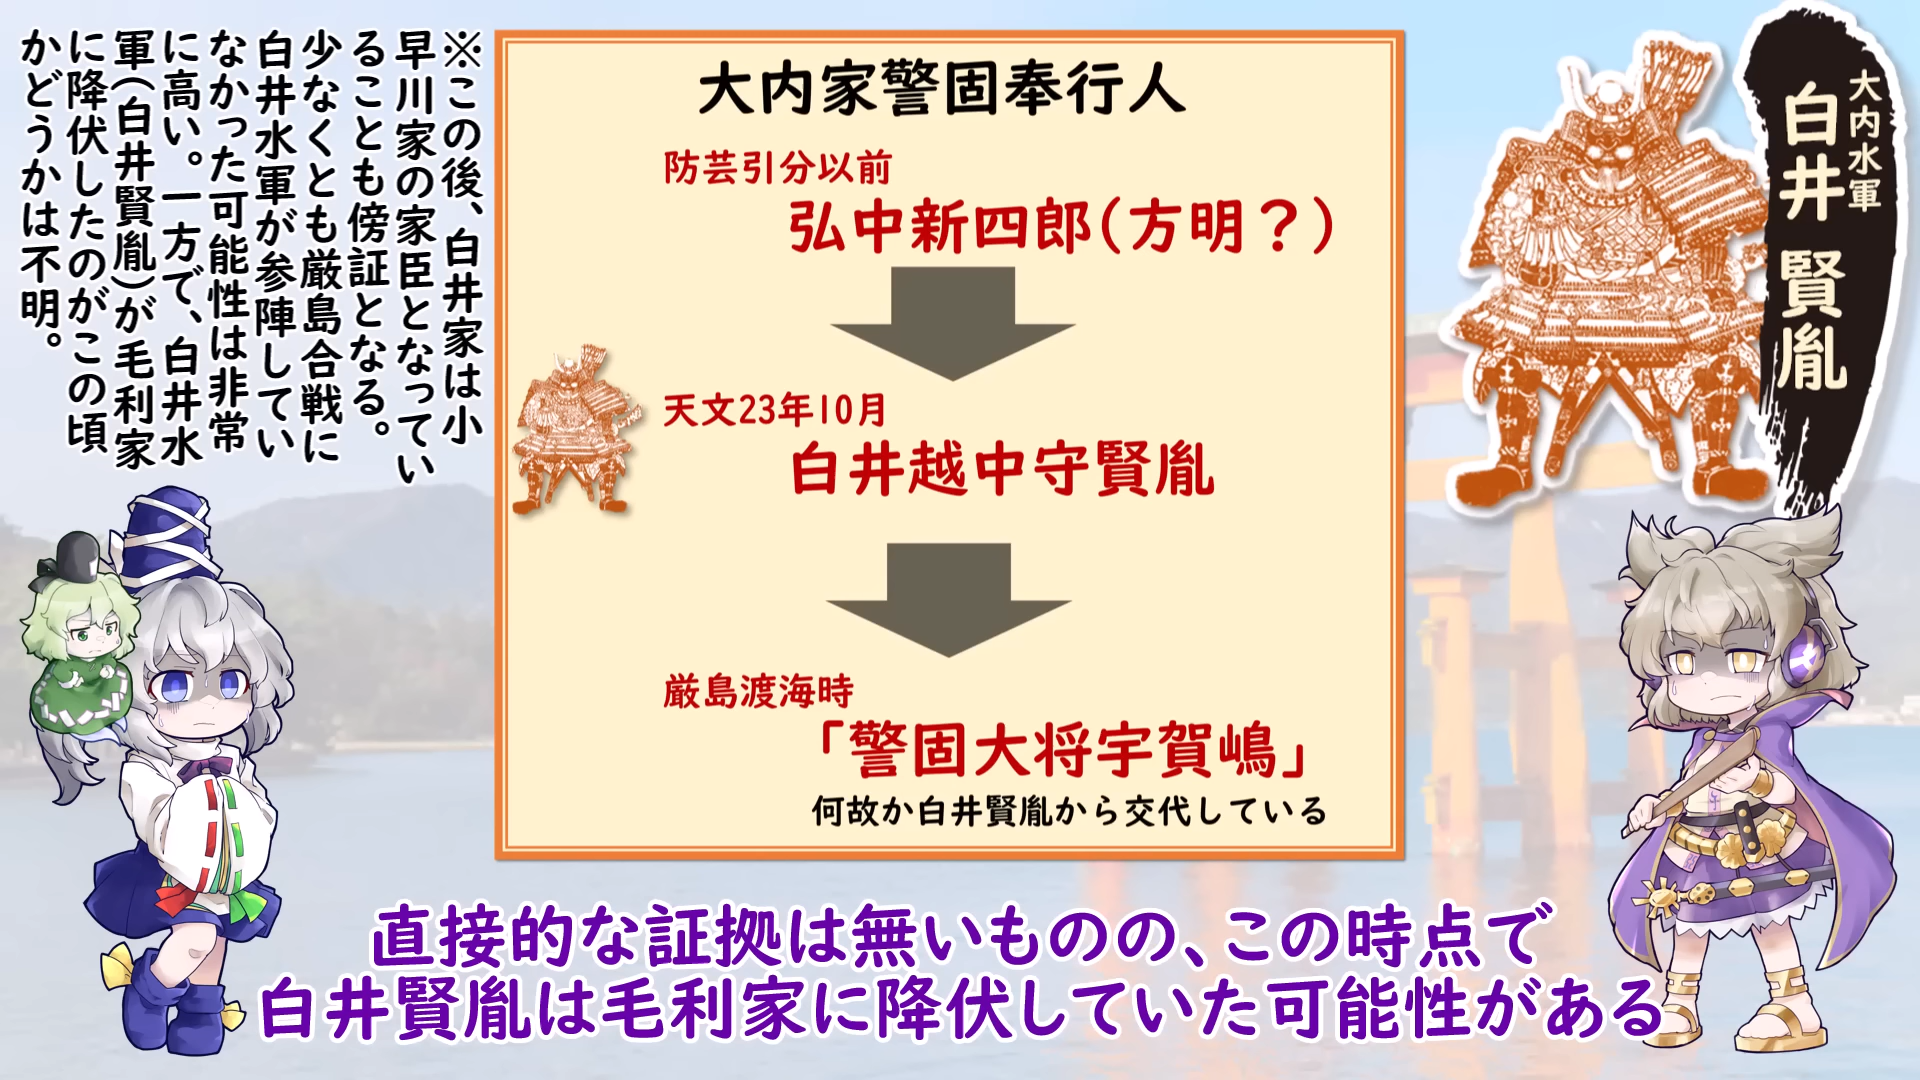 ※この後、白井家は小
早川家の家臣となってい
ることも傍証となる。
少なくとも厳島合戦に
白井水軍が参陣してい
なかった可能性は非常
に高い。一方で、白井水
軍(白井賢胤)が毛利家
に降伏したのがこの頃
かどうかは不明。
大内家警固奉行人
防芸引分以前
弘中新四郎(方明？)
天文23年10月
白井越中守賢胤
厳島渡海時
「警固大将宇賀嶋」
何故か白井賢胤から交代している
大内水軍
白井 賢胤
直接的な証拠は無いものの、この時点で
白井賢胤は毛利家に降伏していた可能性がある